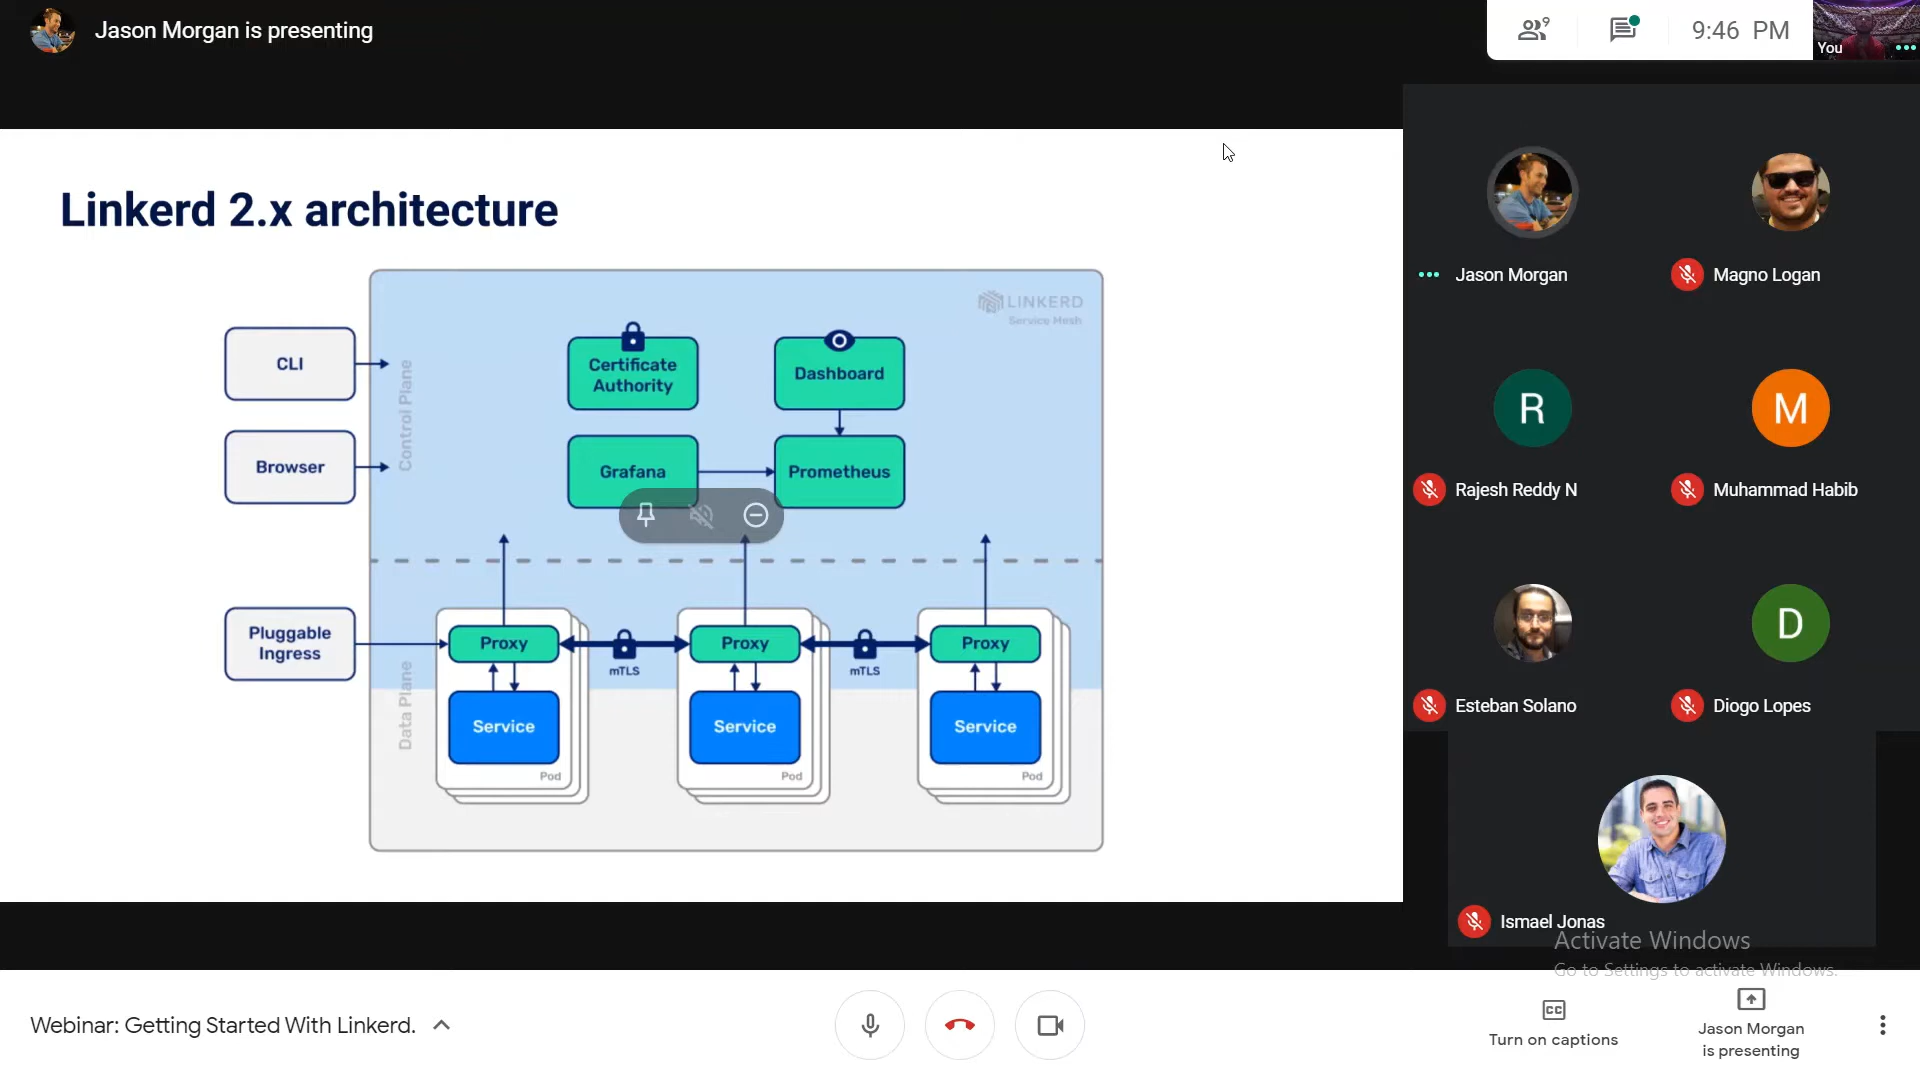 Jason Morgan is presenting
9
9:46 PM
You
Linkerd 2.x architecture
LINKERD
Service Mesh
CLI
Browser
Pluggable
Ingress
Control Plane
Data Plane
Certificate
Authority
Dashboard
Grafana
Prometheus
Proxy
mTLS
Proxy
mTLS
Proxy
Service
Service
Service
Pod
Pod
Pod
Jason Morgan
Magno Logan
R
M
Rajesh Reddy N
Muhammad Habib
D
Esteban Solano
Diogo Lopes
Ismael Jonas
Activate Windows
Go to Settings to activate Windows.
Webinar: Getting Started With Linkerd.
CC
Turn on captions
Jason Morgan
is presenting